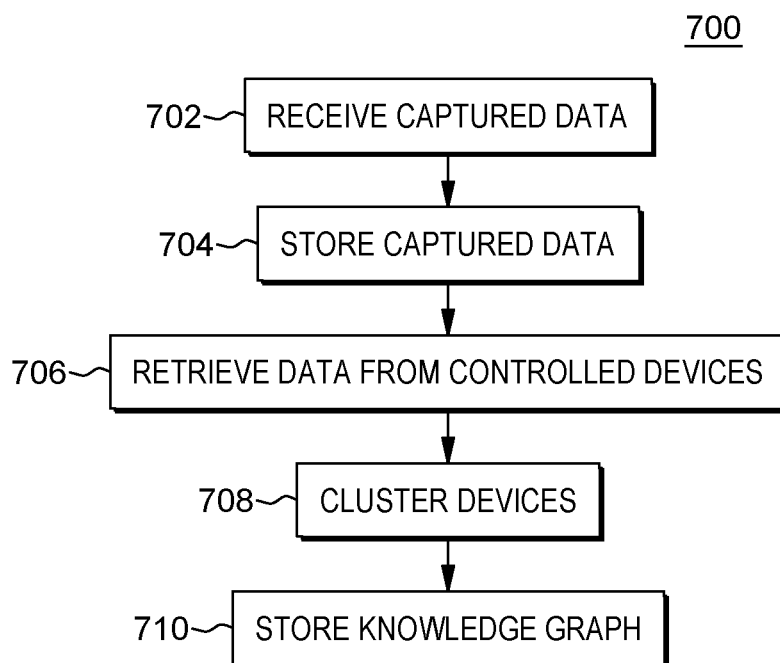 700
702 RECEIVE CAPTURED DATA
704 STORE CAPTURED DATA
706 RETRIEVE DATA FROM CONTROLLED DEVICES
708 CLUSTER DEVICES
710 STORE KNOWLEDGE GRAPH